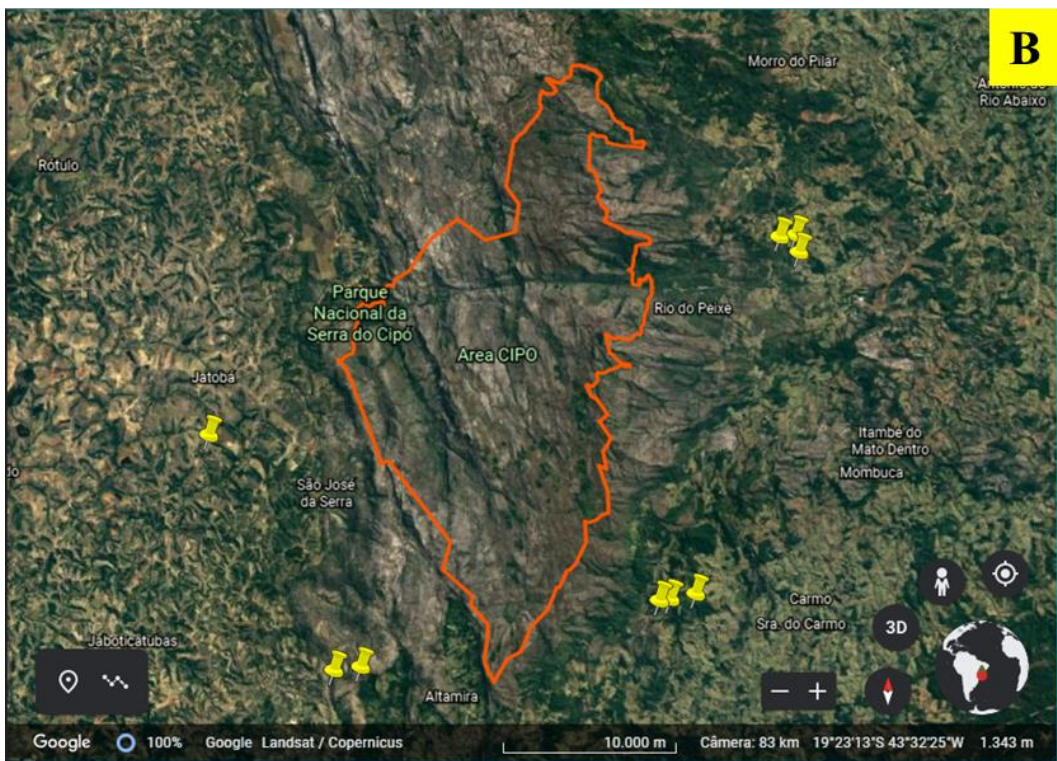 B
Morro do Pilar
Antônio do
Rio Abaixo
Rótulo
Parque
Nacional da
Serra do Cipó
Rio do Peixe
Area CIPO
Jatobá
Itambé do
Mato Dentro
Mombuca
do
São José
da Serra
Carmo
Sra. do Carmo
3D
Jaboticatubas
Altamira
Google 100% Google Landsat / Copernicus 10.000 m Câmera: 83 km 19°23'13"S 43°32'25"W 1.343 m